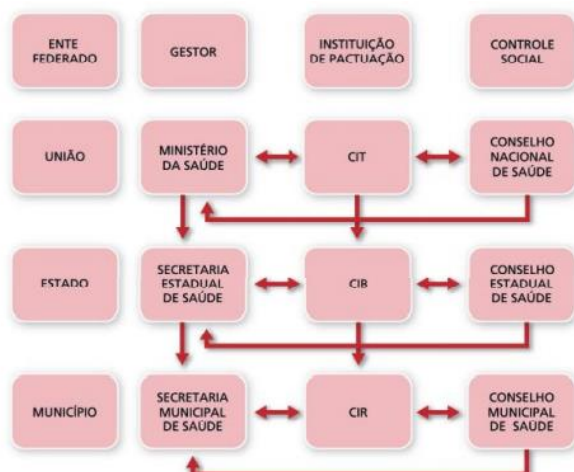 ENTE
FEDERADO
GESTOR
INSTITUIÇÃO
DE PACTUAÇÃO
CONTROLE
SOCIAL
UNIÃO
MINISTÉRIO
DA SAÚDE
CIT
CONSELHO
NACIONAL
DE SAÚDE
ESTADO
SECRETARIA
ESTADUAL
DE SAÚDE
CIB
CONSELHO
ESTADUAL
DE SAÚDE
MUNICÍPIO
SECRETARIA
MUNICIPAL
DE SAÚDE
CIR
CONSELHO
MUNICIPAL
DE SAÚDE